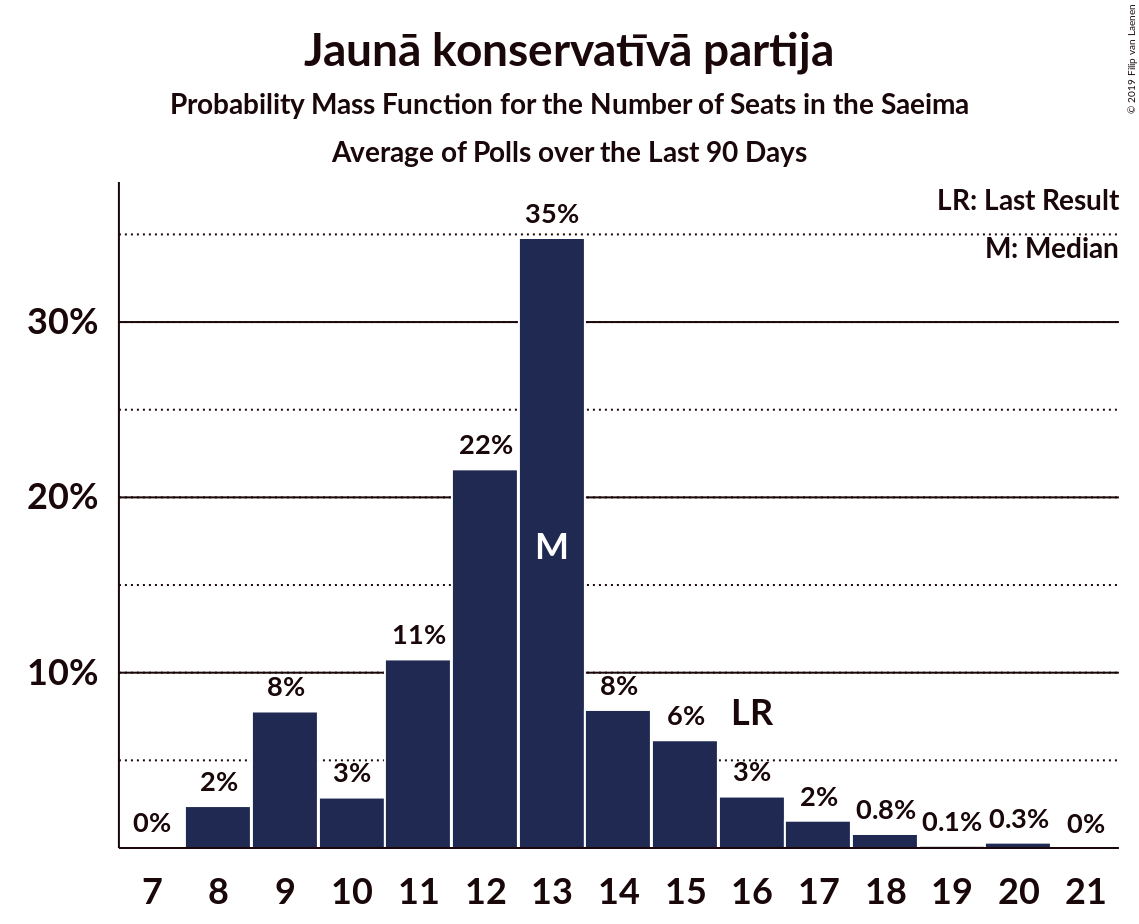 Jaunā konservatīvā partija
Probability Mass Function for the Number of Seats in the Saeima
Average of Polls over the Last 90 Days
© 2019 Filip van Laenen
LR: Last Result
M: Median
30%
20%
10%
0%
2%
8%
3%
11%
22%
35%
8%
6%
3%
2%
0.8%
0.1%
0.3%
0%
M
LR
7 8 9 10 11 12 13 14 15 16 17 18 19 20 21